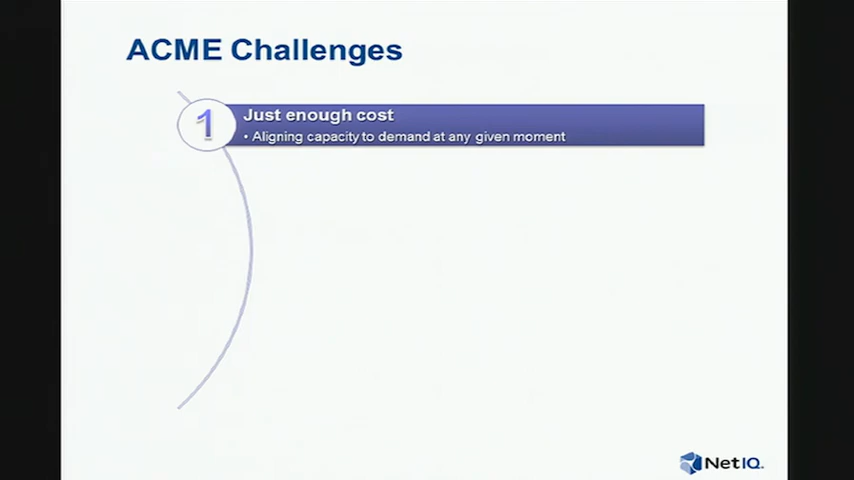 ACME Challenges
1
Just enough cost
• Aligning capacity to demand at any given moment
NetIQ.